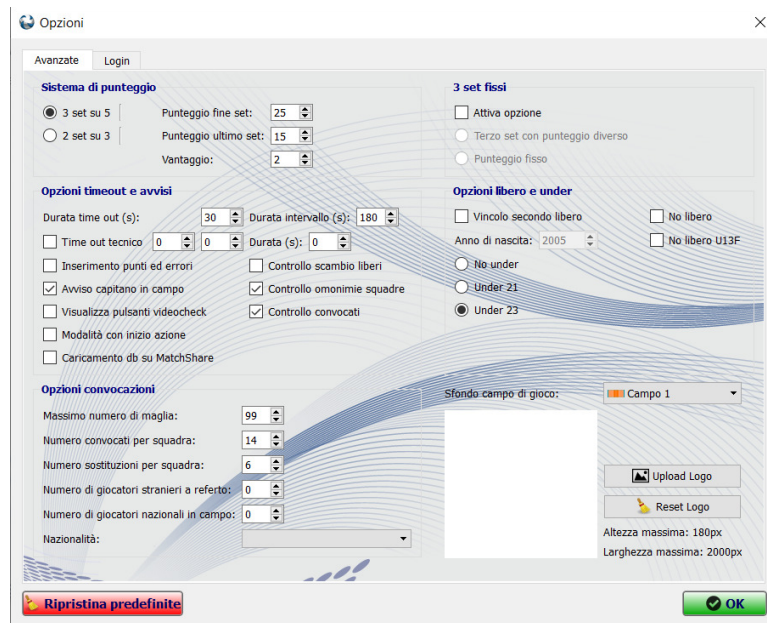 Opzioni
Avanzate Login
Sistema di punteggio
3 set su 5 Punteggio fine set: 25
2 set su 3 Punteggio ultimo set: 15
Vantaggio: 2
3 set fissi
Attiva opzione
Terzo set con punteggio diverso
Punteggio fisso
Opzioni timeout e avvisi
Durata time out (s): 30 Durata intervallo (s): 180
Time out tecnico 0 0 Durata (s): 0
Inserimento punti ed errori Controllo scambio liberi
Avviso capitano in campo Controllo omonimie squadre
Visualizza pulsanti videocheck Controllo convocati
Modalità con inizio azione
Caricamento db su MatchShare
Opzioni libero e under
Vincolo secondo libero No libero
Anno di nascita: 2005 No libero U13F
No under
Under 21
Under 23
Opzioni convocazioni
Massimo numero di maglia: 99
Numero convocati per squadra: 14
Numero sostituzioni per squadra: 6
Numero di giocatori stranieri a referto: 0
Numero di giocatori nazionali in campo: 0
Nazionalità:
Sfondo campo di gioco: Campo 1
Upload Logo
Reset Logo
Altezza massima: 180px
Larghezza massima: 2000px
Ripristina predefinite
OK